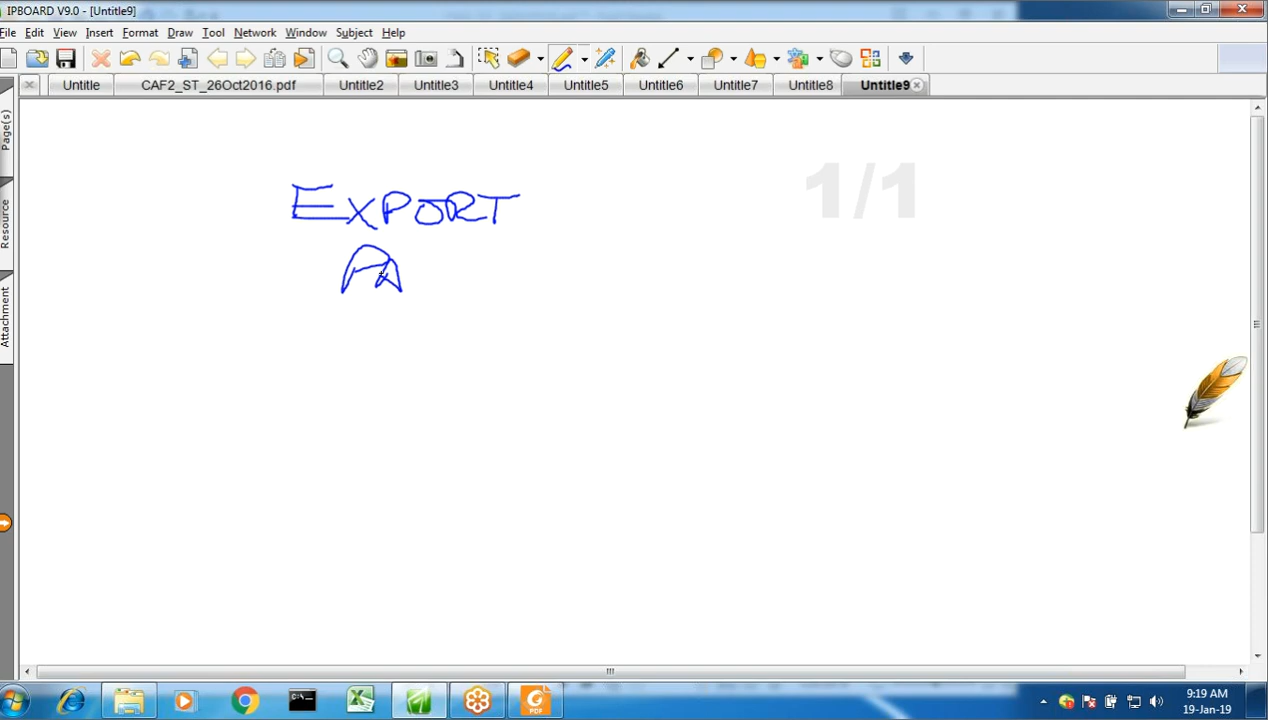 IPBOARD V9.0 - [Untitle9]
File Edit View Insert Format Draw Tool Network Window Subject Help
Untitle CAF2_ST_26Oct2016.pdf Untitle2 Untitle3 Untitle4 Untitle5 Untitle6 Untitle7 Untitle8 Untitle9
Page(s)
Resource
Attachment
1/1
EXPORT
PA
PDF
9:19 AM
19-Jan-19